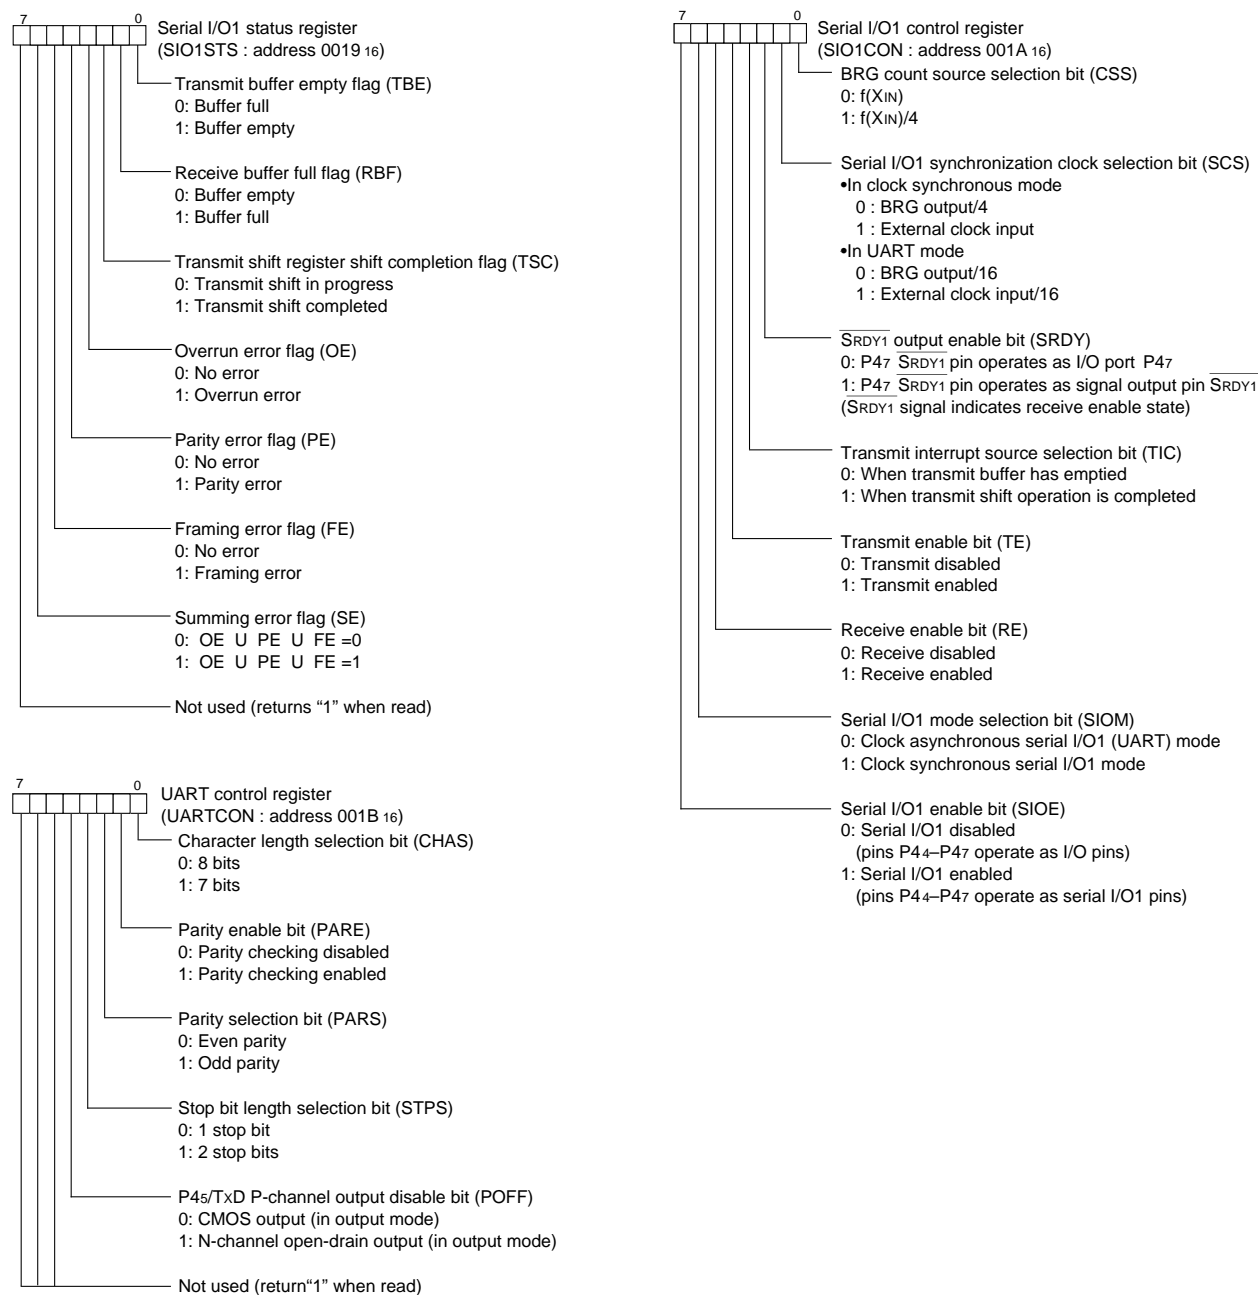 7 0
Serial I/O1 status register
(SIO1STS : address 0019 16)
Transmit buffer empty flag (TBE)
0: Buffer full
1: Buffer empty
Receive buffer full flag (RBF)
0: Buffer empty
1: Buffer full
Transmit shift register shift completion flag (TSC)
0: Transmit shift in progress
1: Transmit shift completed
Overrun error flag (OE)
0: No error
1: Overrun error
Parity error flag (PE)
0: No error
1: Parity error
Framing error flag (FE)
0: No error
1: Framing error
Summing error flag (SE)
0: OE U PE U FE =0
1: OE U PE U FE =1
Not used (returns “1” when read)
7 0
UART control register
(UARTCON : address 001B 16)
Character length selection bit (CHAS)
0: 8 bits
1: 7 bits
Parity enable bit (PARE)
0: Parity checking disabled
1: Parity checking enabled
Parity selection bit (PARS)
0: Even parity
1: Odd parity
Stop bit length selection bit (STPS)
0: 1 stop bit
1: 2 stop bits
P45/TXD P-channel output disable bit (POFF)
0: CMOS output (in output mode)
1: N-channel open-drain output (in output mode)
Not used (return“1” when read)
7 0
Serial I/O1 control register
(SIO1CON : address 001A 16)
BRG count source selection bit (CSS)
0: f(XIN)
1: f(XIN)/4
Serial I/O1 synchronization clock selection bit (SCS)
•In clock synchronous mode
0 : BRG output/4
1 : External clock input
•In UART mode
0 : BRG output/16
1 : External clock input/16
SRDY1 output enable bit (SRDY)
0: P47 SRDY1 pin operates as I/O port P47
1: P47 SRDY1 pin operates as signal output pin SRDY1
(SRDY1 signal indicates receive enable state)
Transmit interrupt source selection bit (TIC)
0: When transmit buffer has emptied
1: When transmit shift operation is completed
Transmit enable bit (TE)
0: Transmit disabled
1: Transmit enabled
Receive enable bit (RE)
0: Receive disabled
1: Receive enabled
Serial I/O1 mode selection bit (SIOM)
0: Clock asynchronous serial I/O1 (UART) mode
1: Clock synchronous serial I/O1 mode
Serial I/O1 enable bit (SIOE)
0: Serial I/O1 disabled
(pins P44–P47 operate as I/O pins)
1: Serial I/O1 enabled
(pins P44–P47 operate as serial I/O1 pins)